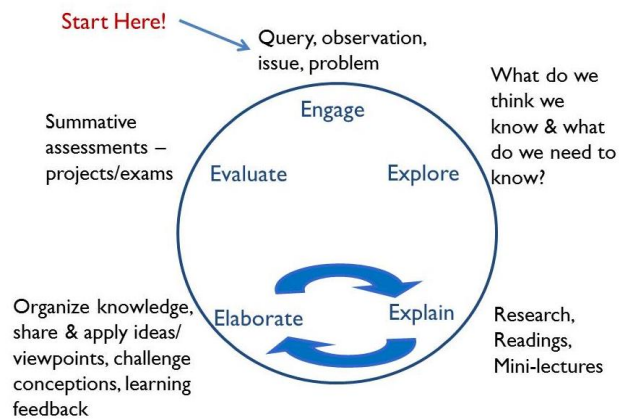 Start Here!
Query, observation,
issue, problem
Engage
What do we
think we
know & what
do we need to
know?
Explore
Research,
Readings,
Mini-lectures
Explain
Elaborate
Organize knowledge,
share & apply ideas/
viewpoints, challenge
conceptions, learning
feedback
Evaluate
Summative
assessments –
projects/exams